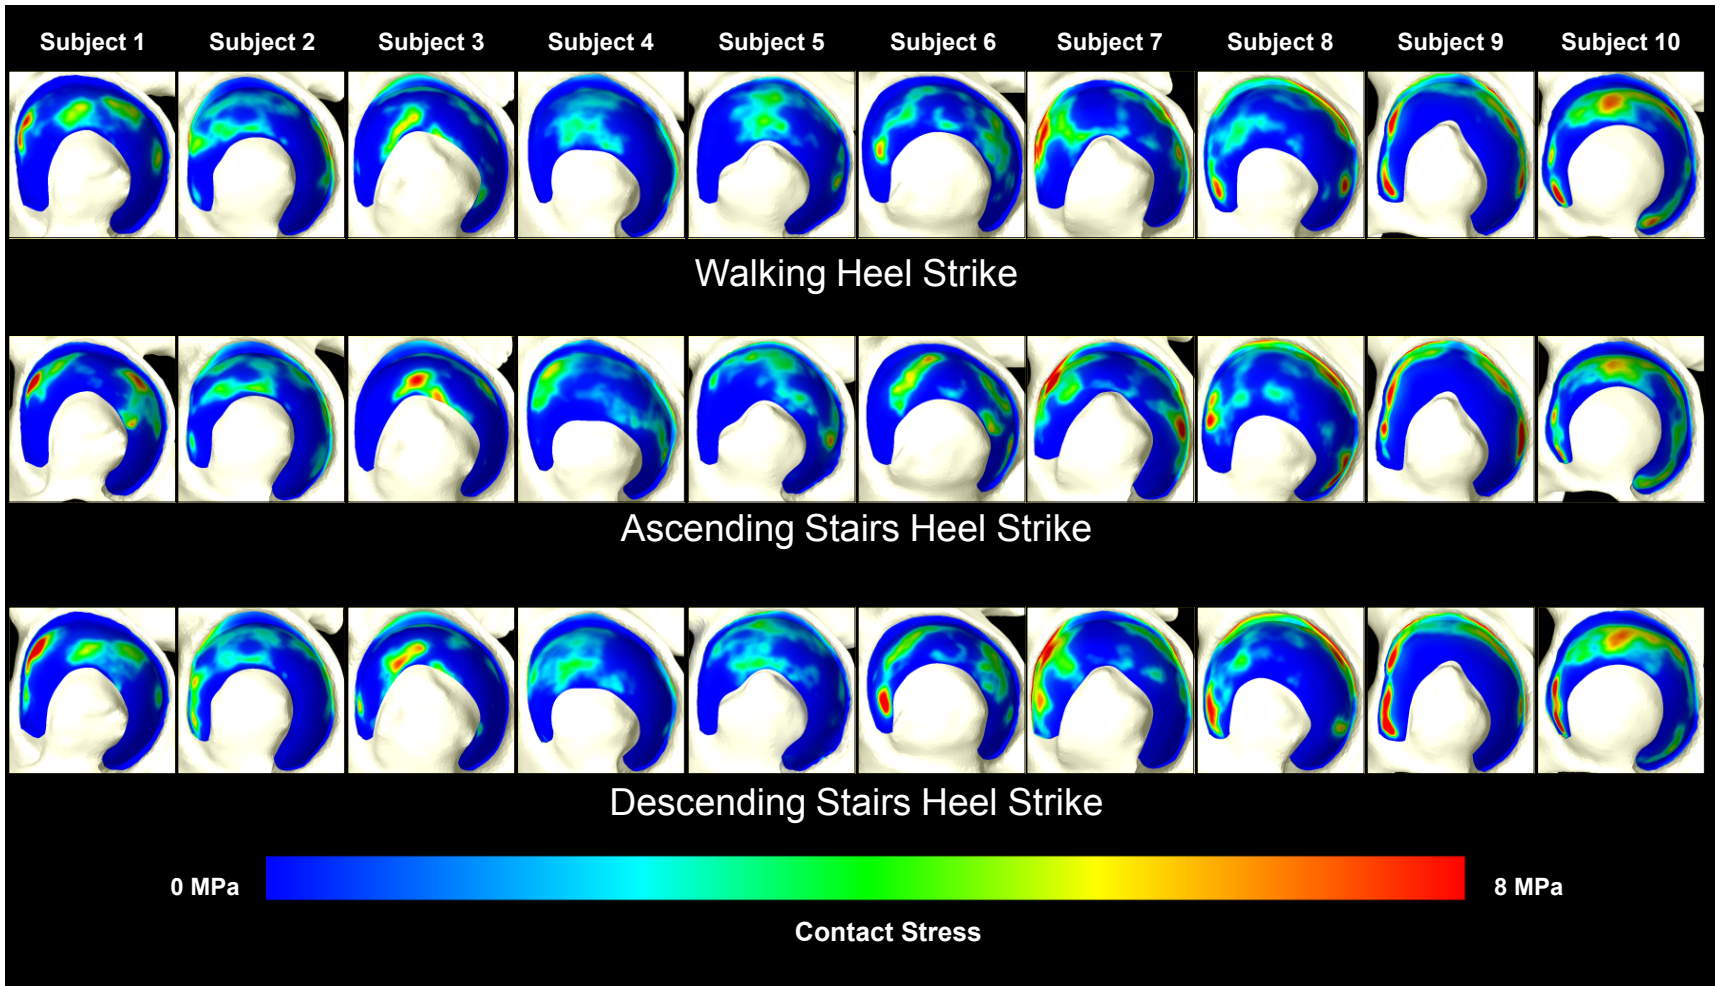 Subject 1 Subject 2 Subject 3 Subject 4 Subject 5 Subject 6 Subject 7 Subject 8 Subject 9 Subject 10
Walking Heel Strike
Ascending Stairs Heel Strike
Descending Stairs Heel Strike
0 MPa 8 MPa
Contact Stress